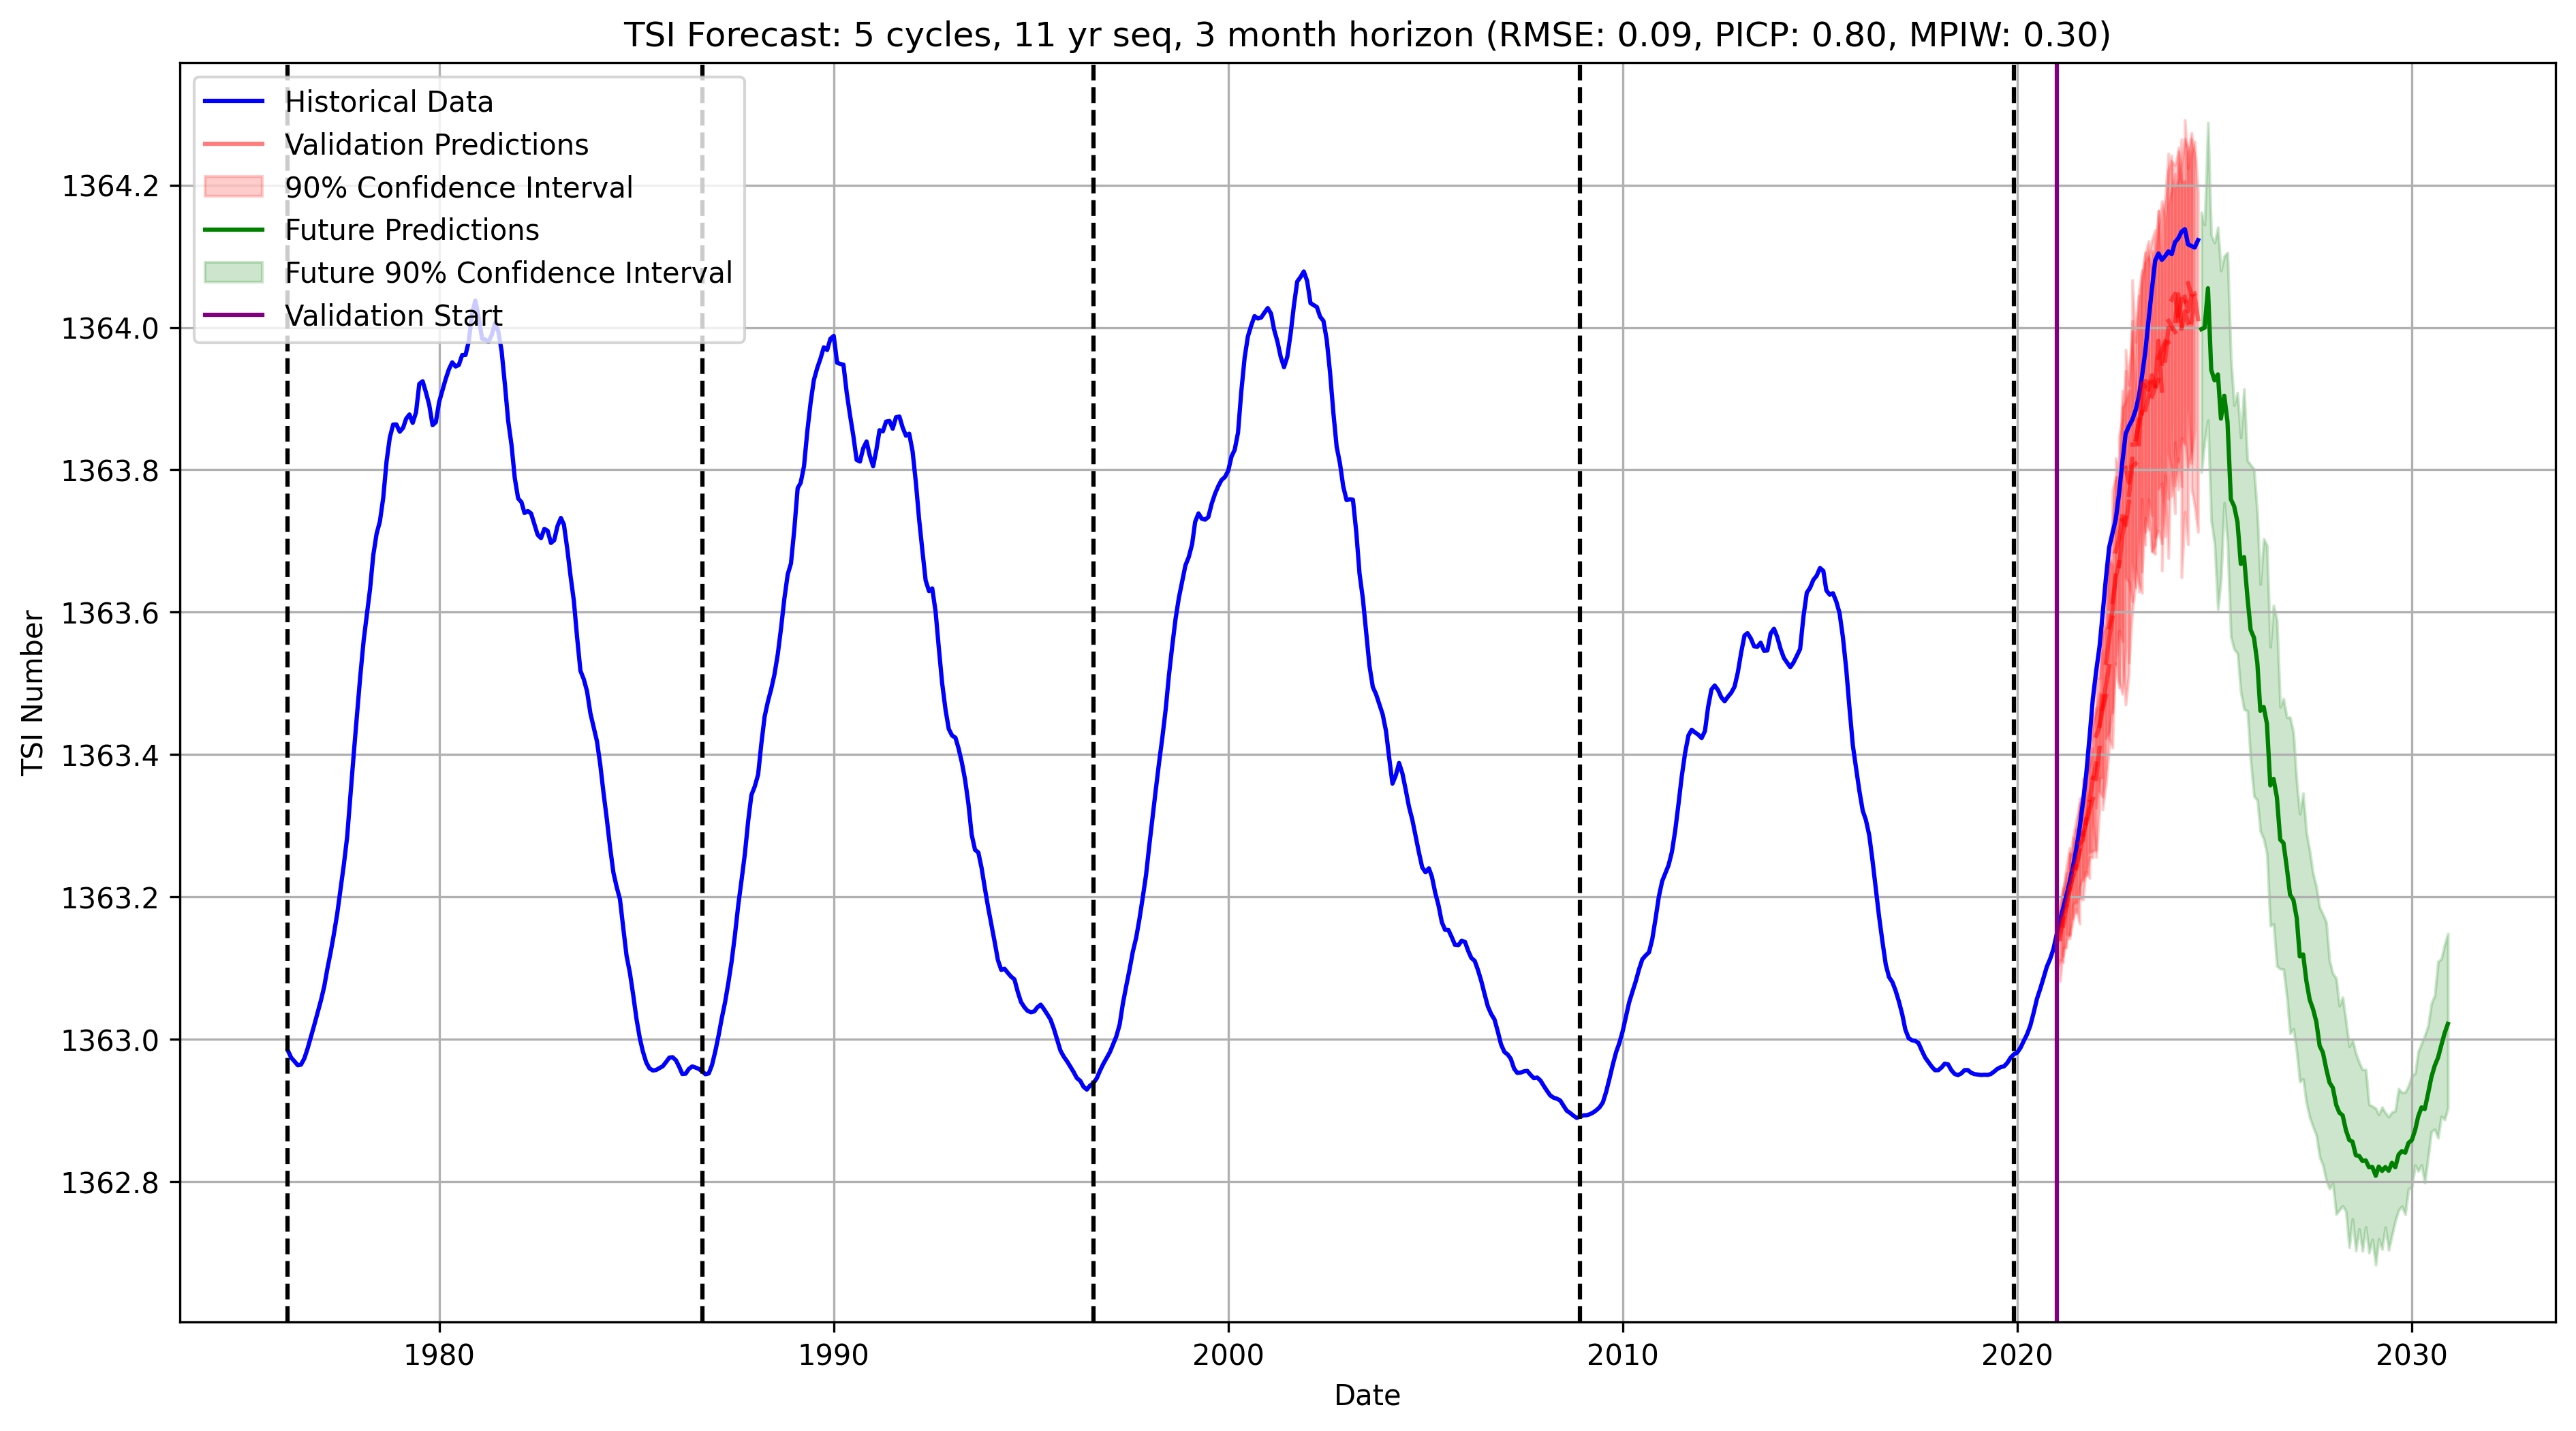 TSI Forecast: 5 cycles, 11 yr seq, 3 month horizon (RMSE: 0.09, PICP: 0.80, MPIW: 0.30)
Historical Data
Validation Predictions
90% Confidence Interval
Future Predictions
Future 90% Confidence Interval
Validation Start
TSI Number
1364.2
1364.0
1363.8
1363.6
1363.4
1363.2
1363.0
1362.8
1980
1990
2000
2010
2020
2030
Date